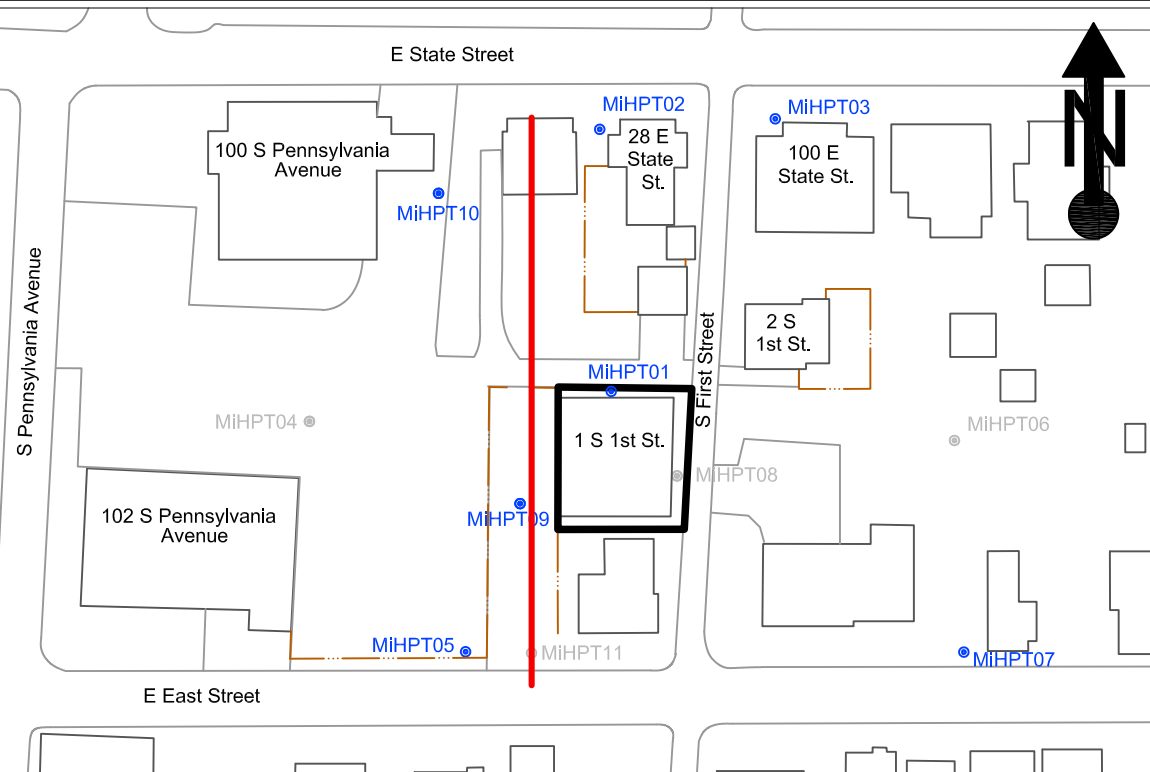 E State Street
MiHPT02
MiHPT03
N
100 S Pennsylvania
Avenue
28 E
State
St.
100 E
State St.
MiHPT10
S Pennsylvania Avenue
2 S
1st St.
S First Street
MiHPT01
MiHPT04
MiHPT06
1 S 1st St.
MiHPT08
102 S Pennsylvania
Avenue
MiHPT09
MiHPT05
MiHPT11
MiHPT07
E East Street